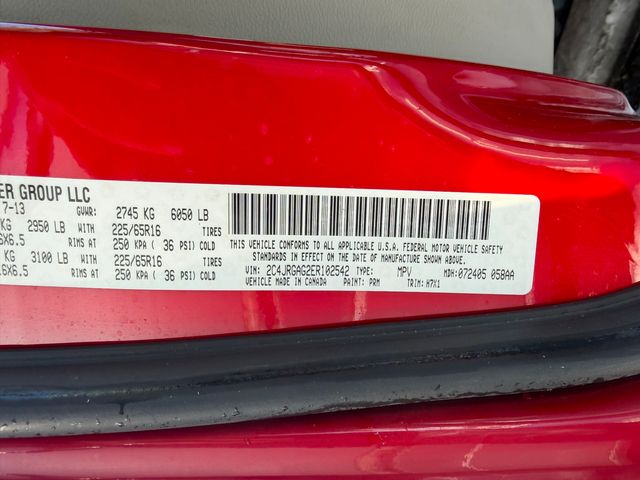 ER GROUP LLC
7-13 GVWR: 2745 KG 6050 LB
KG 2950 LB WITH 225/65R16 TIRES
6X6.5 RIMS AT 250 KPA ( 36 PSI) COLD
KG 3100 LB WITH 225/65R16 TIRES
6X6.5 RIMS AT 250 KPA ( 36 PSI) COLD
THIS VEHICLE CONFORMS TO ALL APPLICABLE U.S.A. FEDERAL MOTOR VEHICLE SAFETY
STANDARDS IN EFFECT ON THE DATE OF MANUFACTURE SHOWN ABOVE.
VIN: 2C4JRGAG2ER102542 TYPE: MPV MDH: 072405 058AA
VEHICLE MADE IN CANADA PAINT: PRM TRIM: H7X1